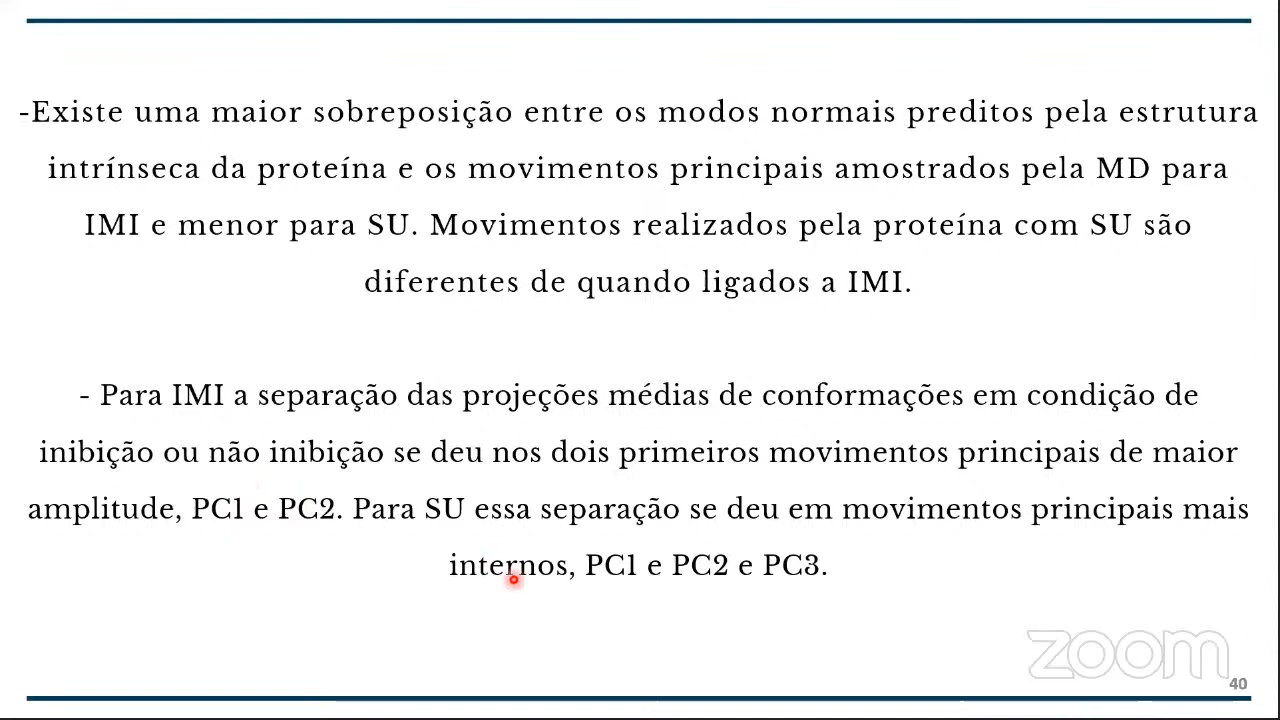 -Existe uma maior sobreposição entre os modos normais preditos pela estrutura
intrínseca da proteína e os movimentos principais amostrados pela MD para
IMI e menor para SU. Movimentos realizados pela proteína com SU são
diferentes de quando ligados a IMI.
- Para IMI a separação das projeções médias de conformações em condição de
inibição ou não inibição se deu nos dois primeiros movimentos principais de maior
amplitude, PC1 e PC2. Para SU essa separação se deu em movimentos principais mais
internos, PC1 e PC2 e PC3.
zoom
40